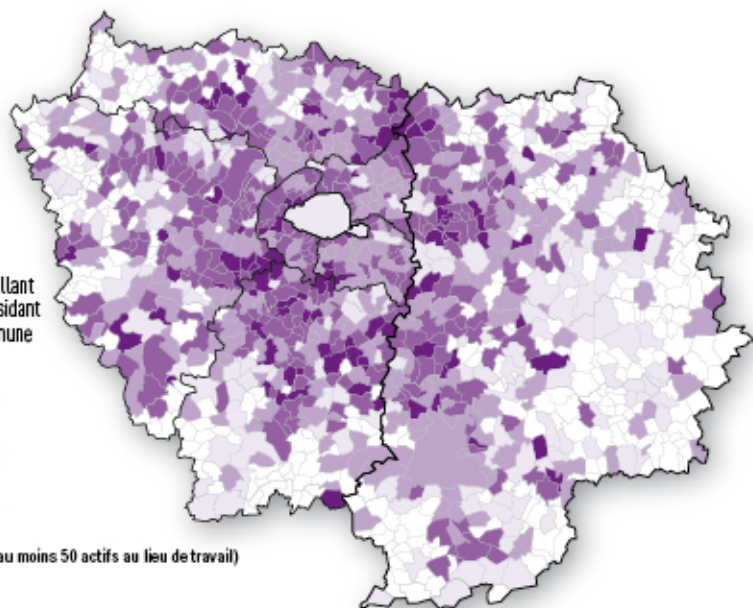 llant
sidant
nune
au moins 50 actifs au lieu de travail)